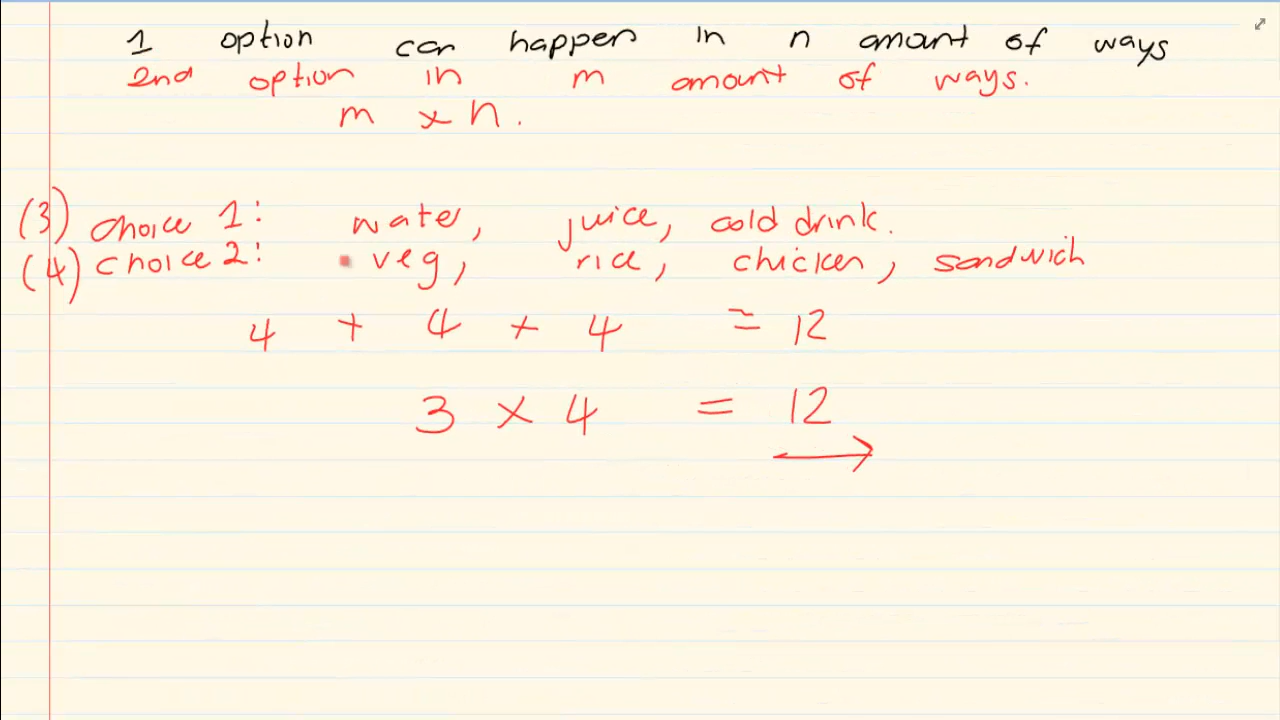 1 option can happen in n amount of ways
2nd option in m amount of ways.
m × n.
(3) choice 1: water, juice, cold drink.
(4) choice 2: veg, rice, chicken, sandwich
4 + 4 + 4 = 12
3 × 4 = 12